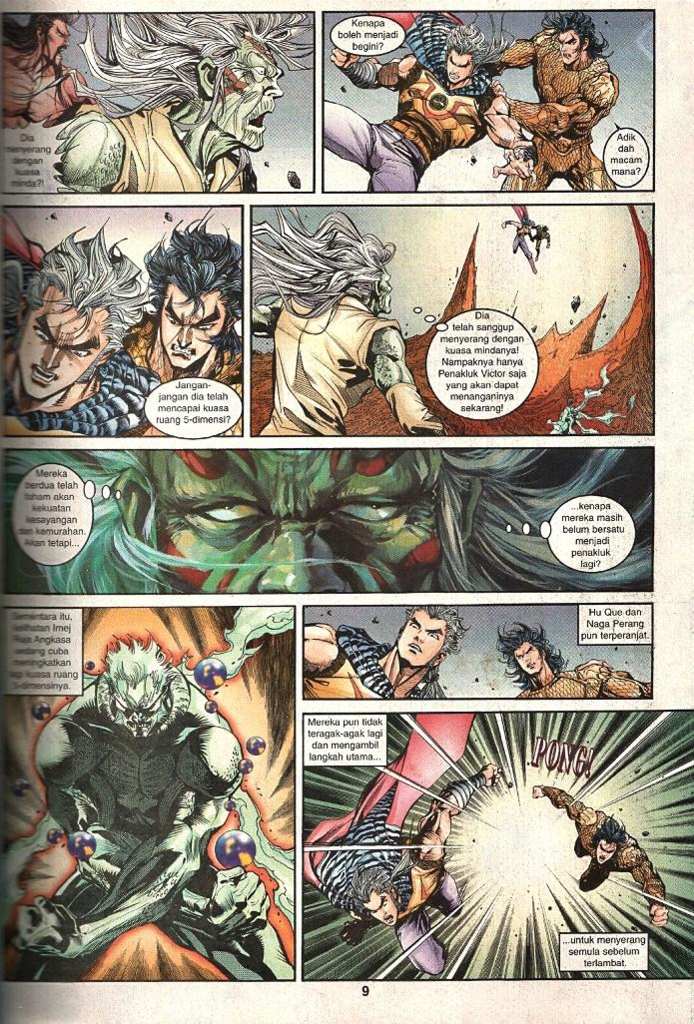 Dia
menyerang
dengan
kuasa
minda?!
Kenapa
boleh menjadi
begini?
Adik
dah
macam
mana?
Jangan-
jangan dia telah
mencapai kuasa
ruang 5-dimensi?
Dia
telah sanggup
menyerang dengan
kuasa mindanya!
Nampaknya hanya
Penakluk Victor saja
yang akan dapat
menanganinya
sekarang!
Mereka
berdua telah
faham akan
kekuatan
kesayangan
dan kemurahan.
Akan tetapi...
...kenapa
mereka masih
belum bersatu
menjadi
penakluk
lagi?
Sementara itu,
kelihatan Imej
Raja Angkasa
sedang cuba
meningkatkan
lagi kuasa ruang
5-dimensinya.
Hu Que dan
Naga Perang
pun terperanjat.
Mereka pun tidak
teragak-agak lagi
dan mengambil
langkah utama...
PONG!
...untuk menyerang
semula sebelum
terlambat.
9